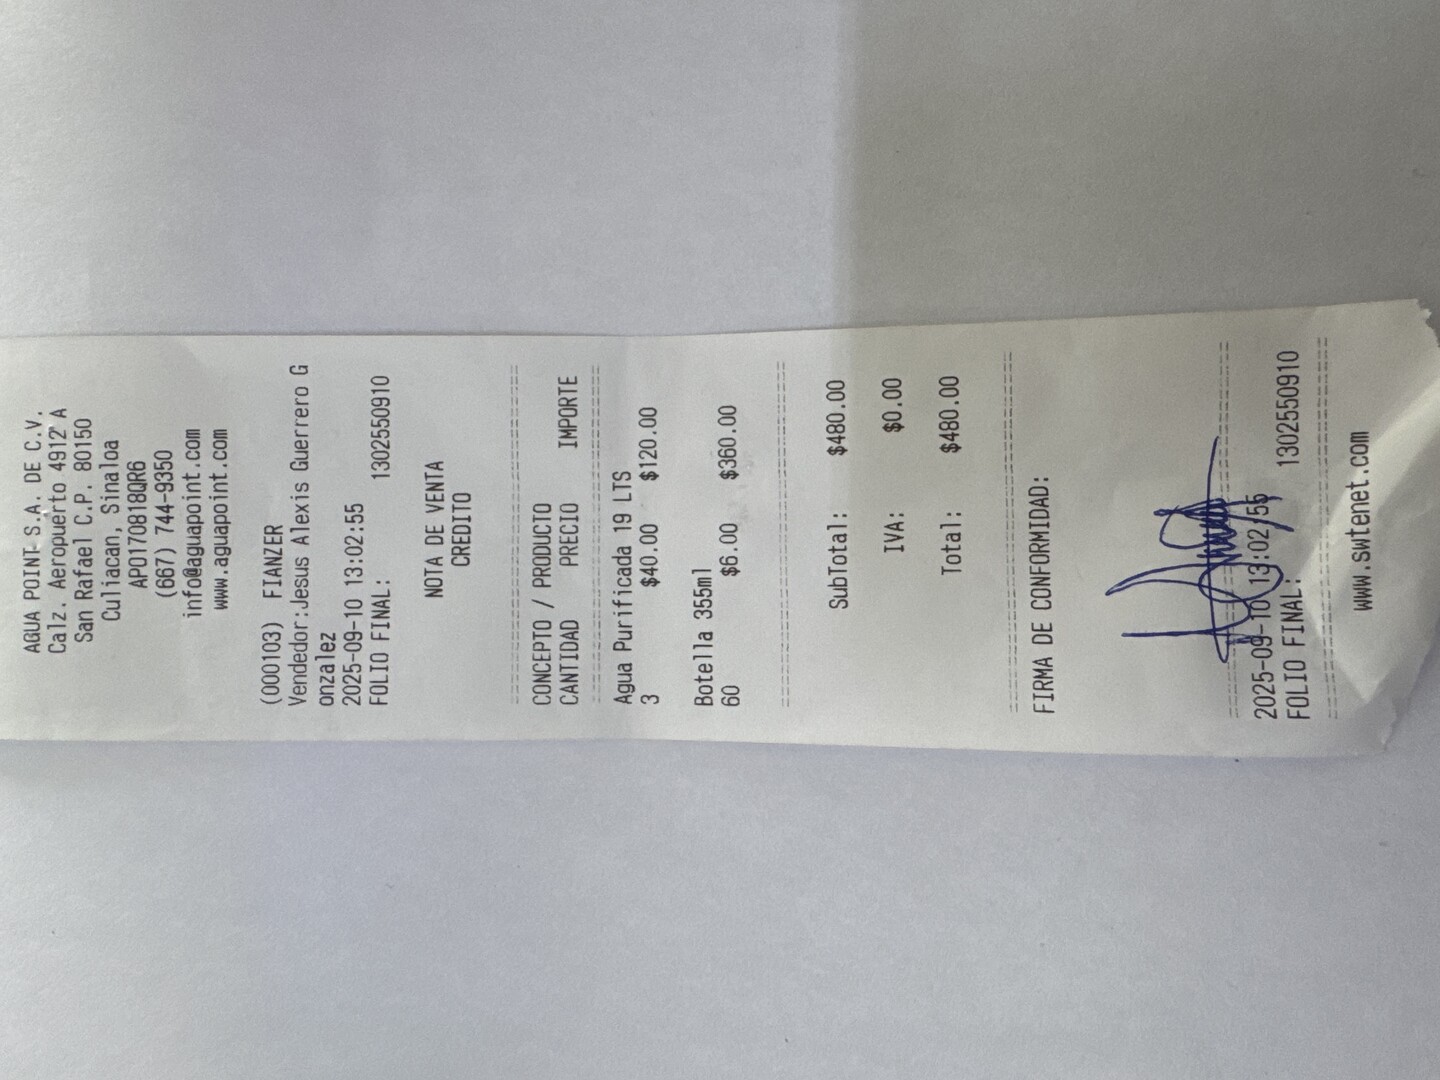 AGUA POINT S.A. DE C.V.
Calz. Aeropuerto 4912 A
San Rafael C.P. 80150
Culiacan, Sinaloa
APO170818QR6
(667) 744-9350
info@aguapoint.com
www.aguapoint.com
(000103) FIANZER
Vendedor:Jesus Alexis Guerrero G
onzalez
2025-09-10 13:02:55
FOLIO FINAL: 1302550910
NOTA DE VENTA
CREDITO
CONCEPTO / PRODUCTO
CANTIDAD PRECIO IMPORTE
Agua Purificada 19 LTS
3 $40.00 $120.00
Botella 355ml
60 $6.00 $360.00
SubTotal: $480.00
IVA: $0.00
Total: $480.00
FIRMA DE CONFORMIDAD:
2025-09-10 13:02:55
FOLIO FINAL: 1302550910
www.swtenet.com